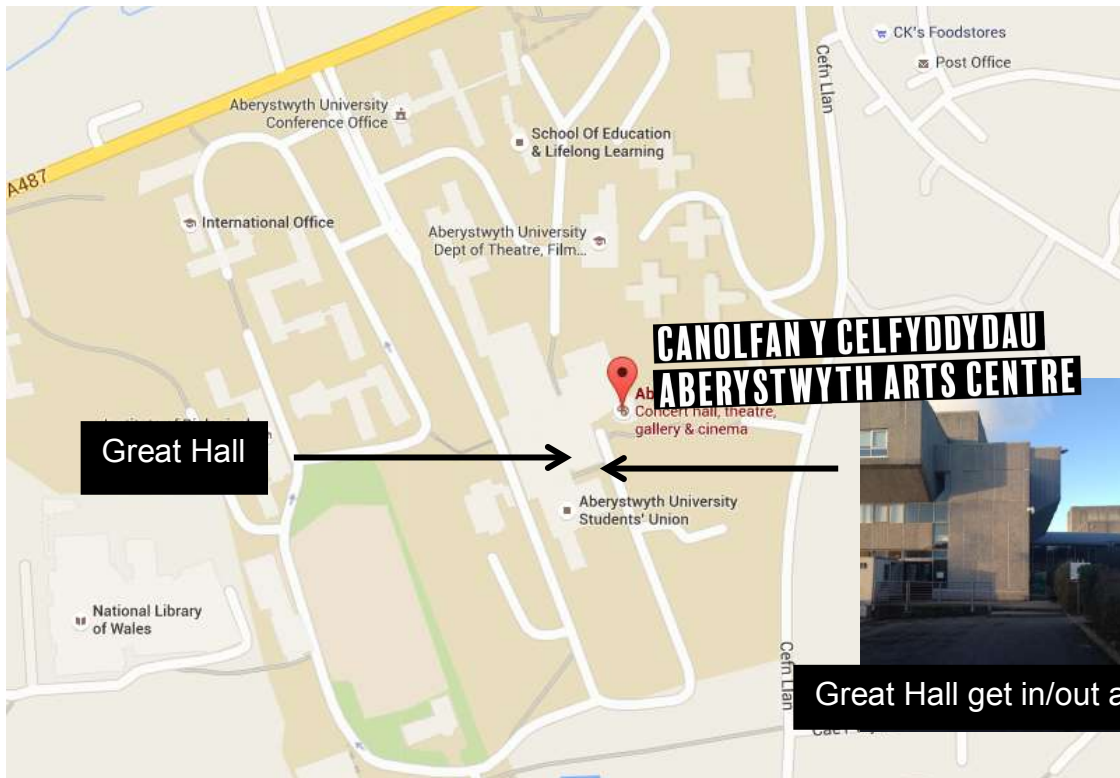 CK's Foodstores
Post Office
Cefn Llan
Aberystwyth University
Conference Office
School Of Education
& Lifelong Learning
A487
International Office
Aberystwyth University
Dept of Theatre, Film...
CANOLFAN Y CELFYDDYDAU
ABERYSTWYTH ARTS CENTRE
Ab
Concert hall, theatre,
gallery & cinema
Great Hall
Aberystwyth University
Students' Union
National Library
of Wales
Cefn Llan
Great Hall get in/out a